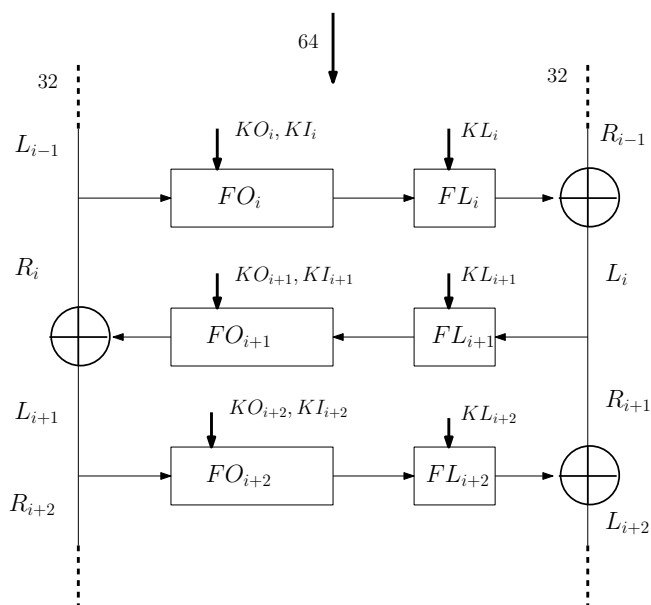 64
32 32
L_{i-1} KO_i, KI_i KL_i R_{i-1}
FO_i FL_i
R_i KO_{i+1}, KI_{i+1} KL_{i+1} L_i
FO_{i+1} FL_{i+1}
L_{i+1} KO_{i+2}, KI_{i+2} KL_{i+2} R_{i+1}
FO_{i+2} FL_{i+2}
R_{i+2} L_{i+2}